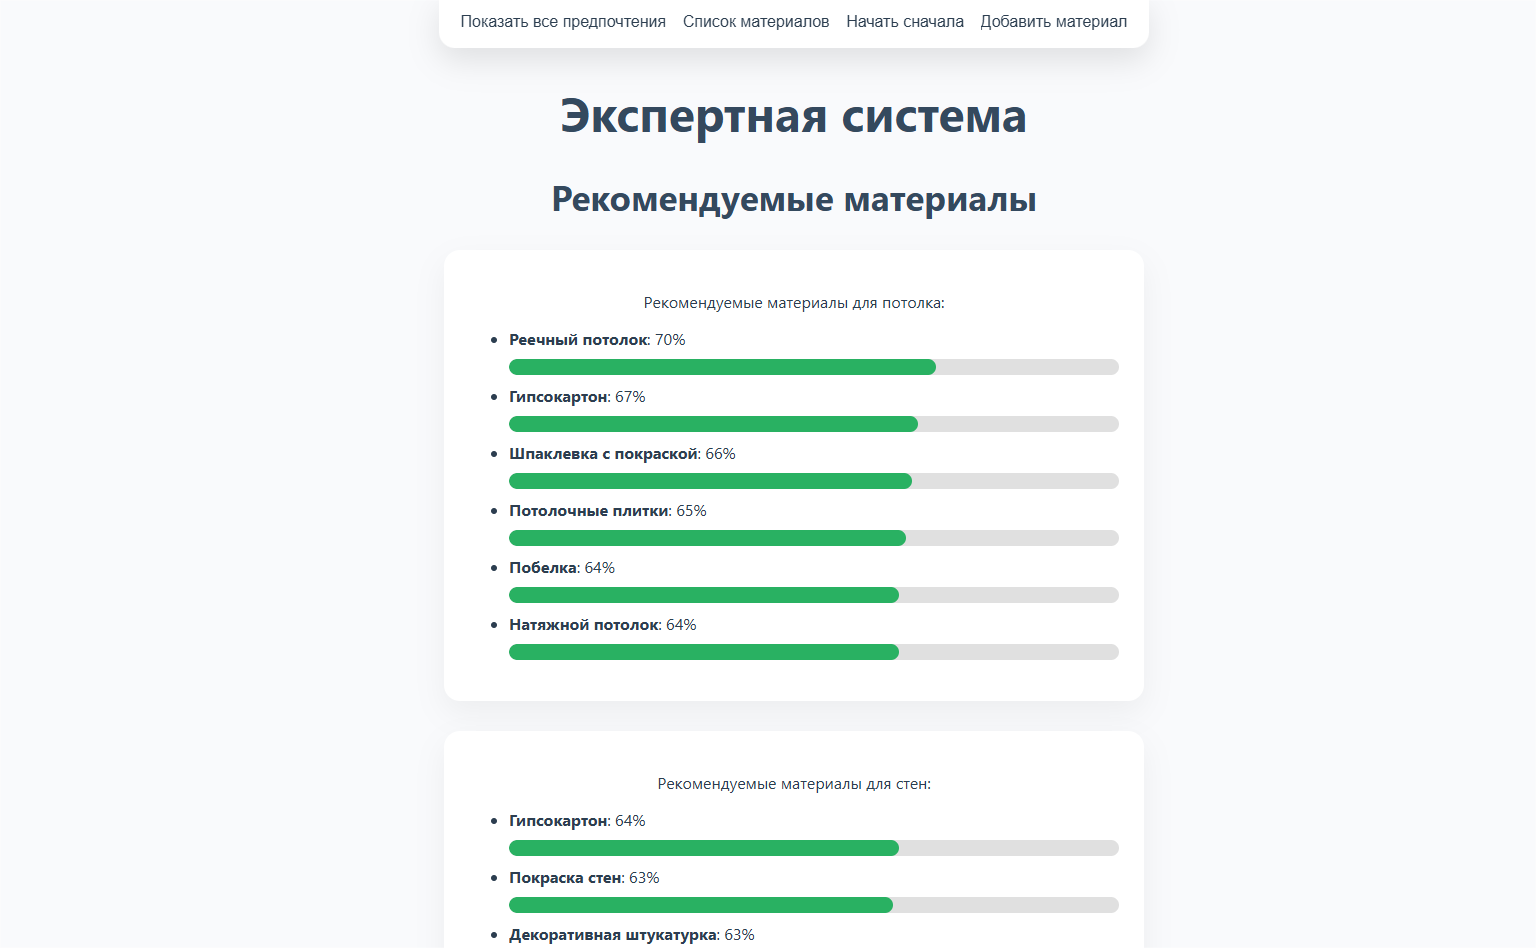 Показать все предпочтения Список материалов Начать сначала Добавить материал
Экспертная система
Рекомендуемые материалы
Рекомендуемые материалы для потолка:
Реечный потолок: 70%
Гипсокартон: 67%
Шпаклевка с покраской: 66%
Потолочные плитки: 65%
Побелка: 64%
Натяжной потолок: 64%
Рекомендуемые материалы для стен:
Гипсокартон: 64%
Покраска стен: 63%
Декоративная штукатурка: 63%